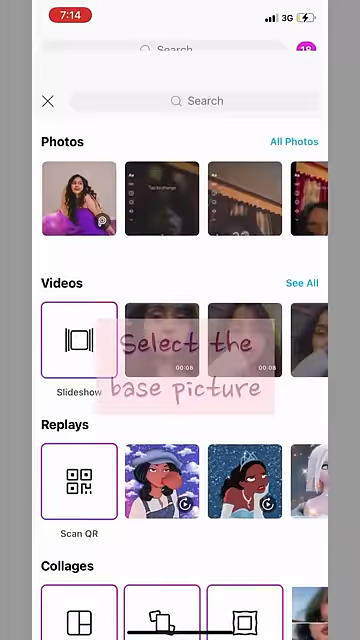 7:14
3G
Search
18
Search
Photos
All Photos
Videos
See All
00:08
00:08
Slideshow
Select the
base picture
Replays
Scan QR
Collages